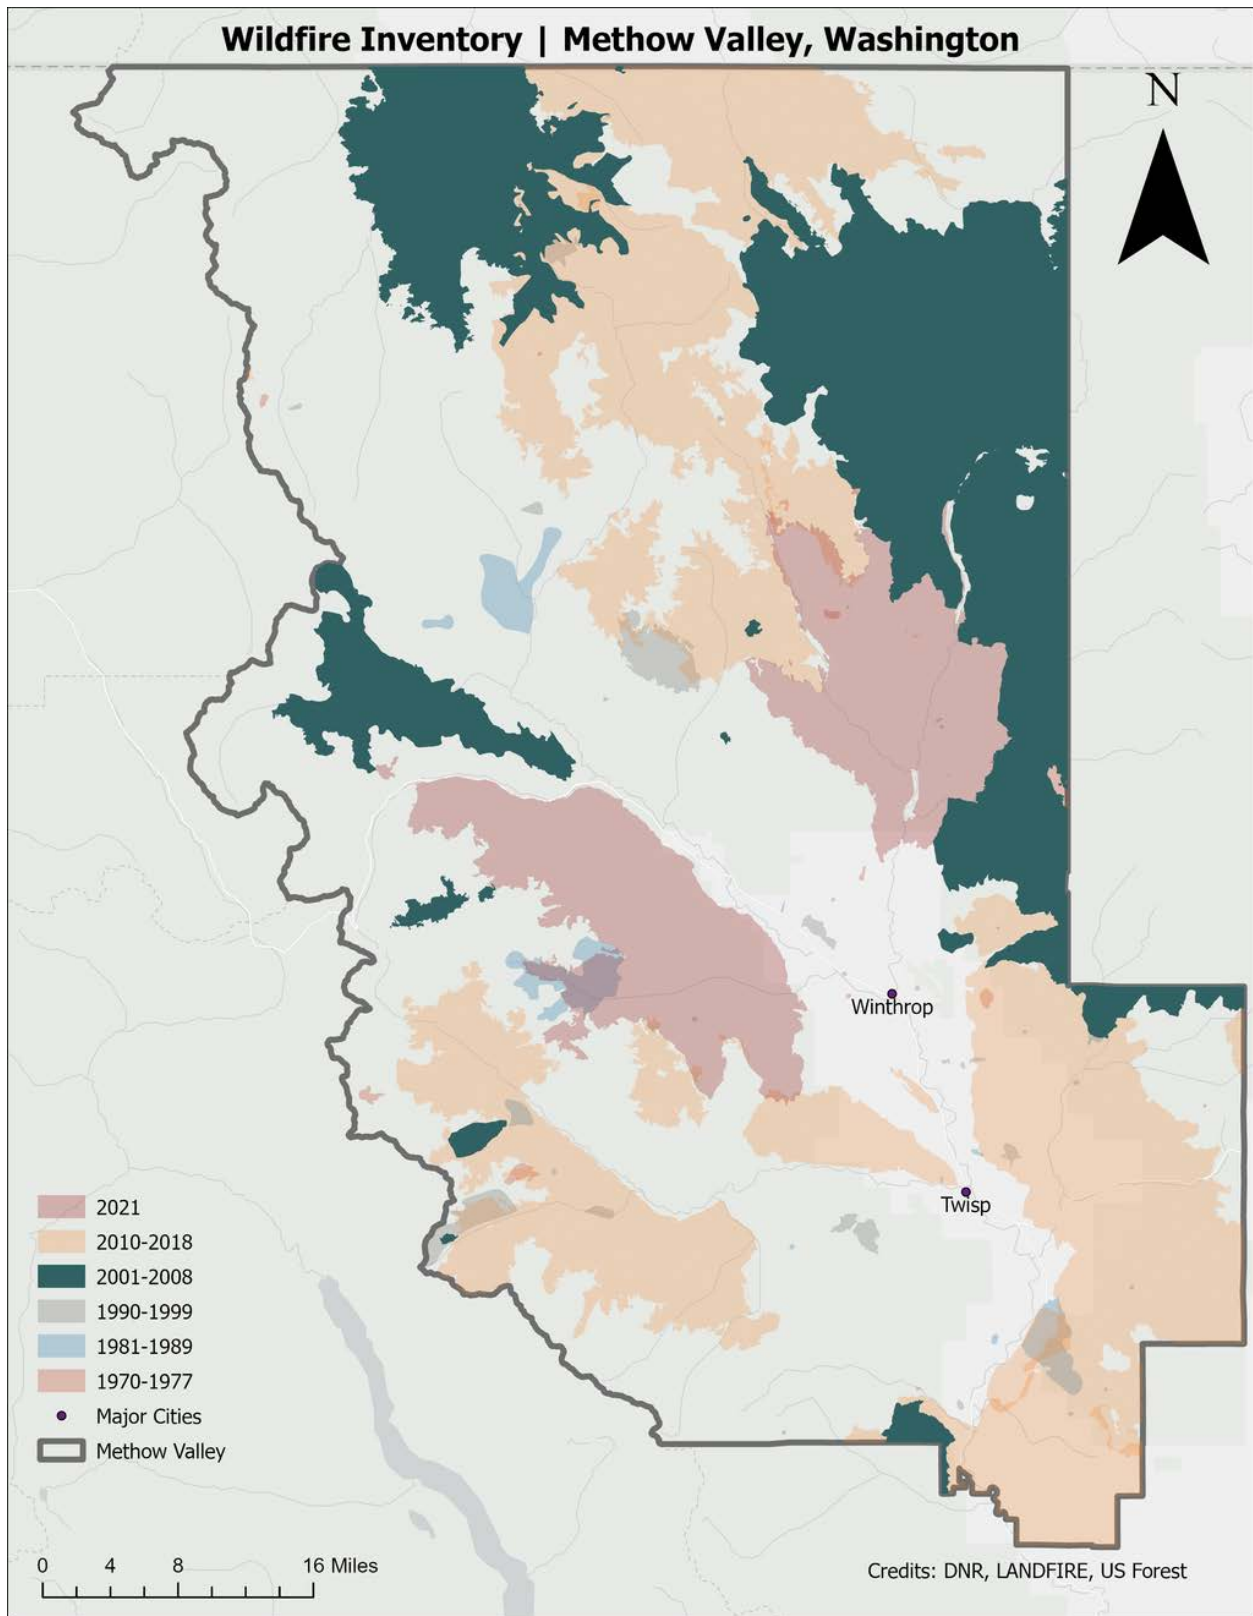 Wildfire Inventory | Methow Valley, Washington
N
Winthrop
Twisp
2021
2010-2018
2001-2008
1990-1999
1981-1989
1970-1977
Major Cities
Methow Valley
0 4 8 16 Miles
Credits: DNR, LANDFIRE, US Forest